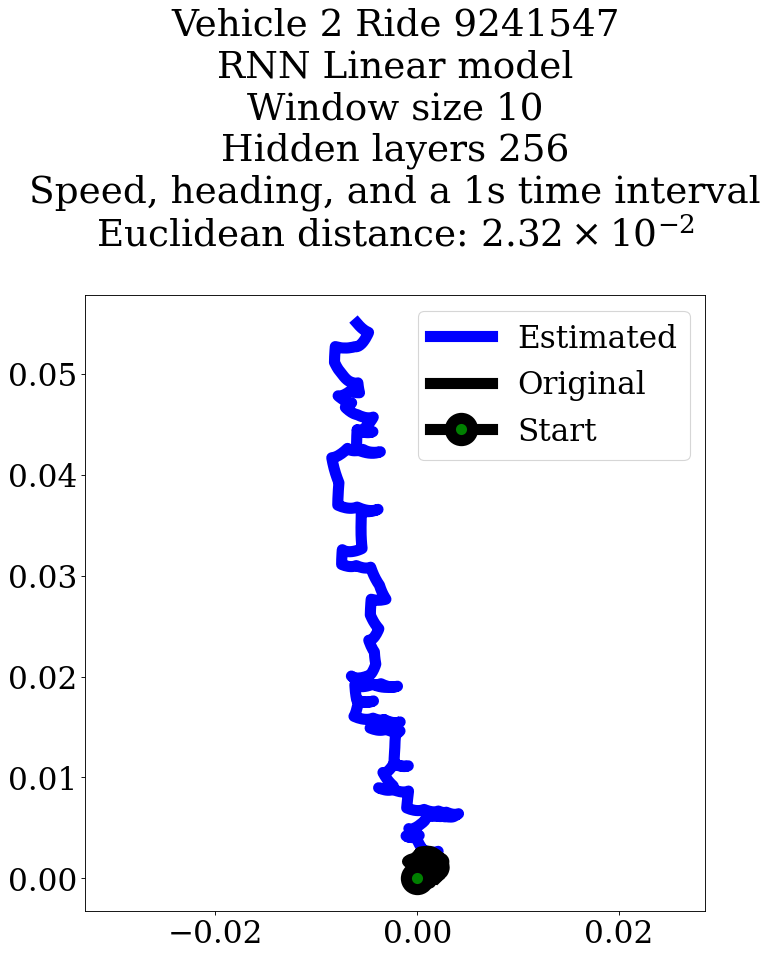 Vehicle 2 Ride 9241547
RNN Linear model
Window size 10
Hidden layers 256
Speed, heading, and a 1s time interval
Euclidean distance: 2.32 × 10⁻²
Estimated
Original
Start
0.05
0.04
0.03
0.02
0.01
0.00
−0.02 0.00 0.02